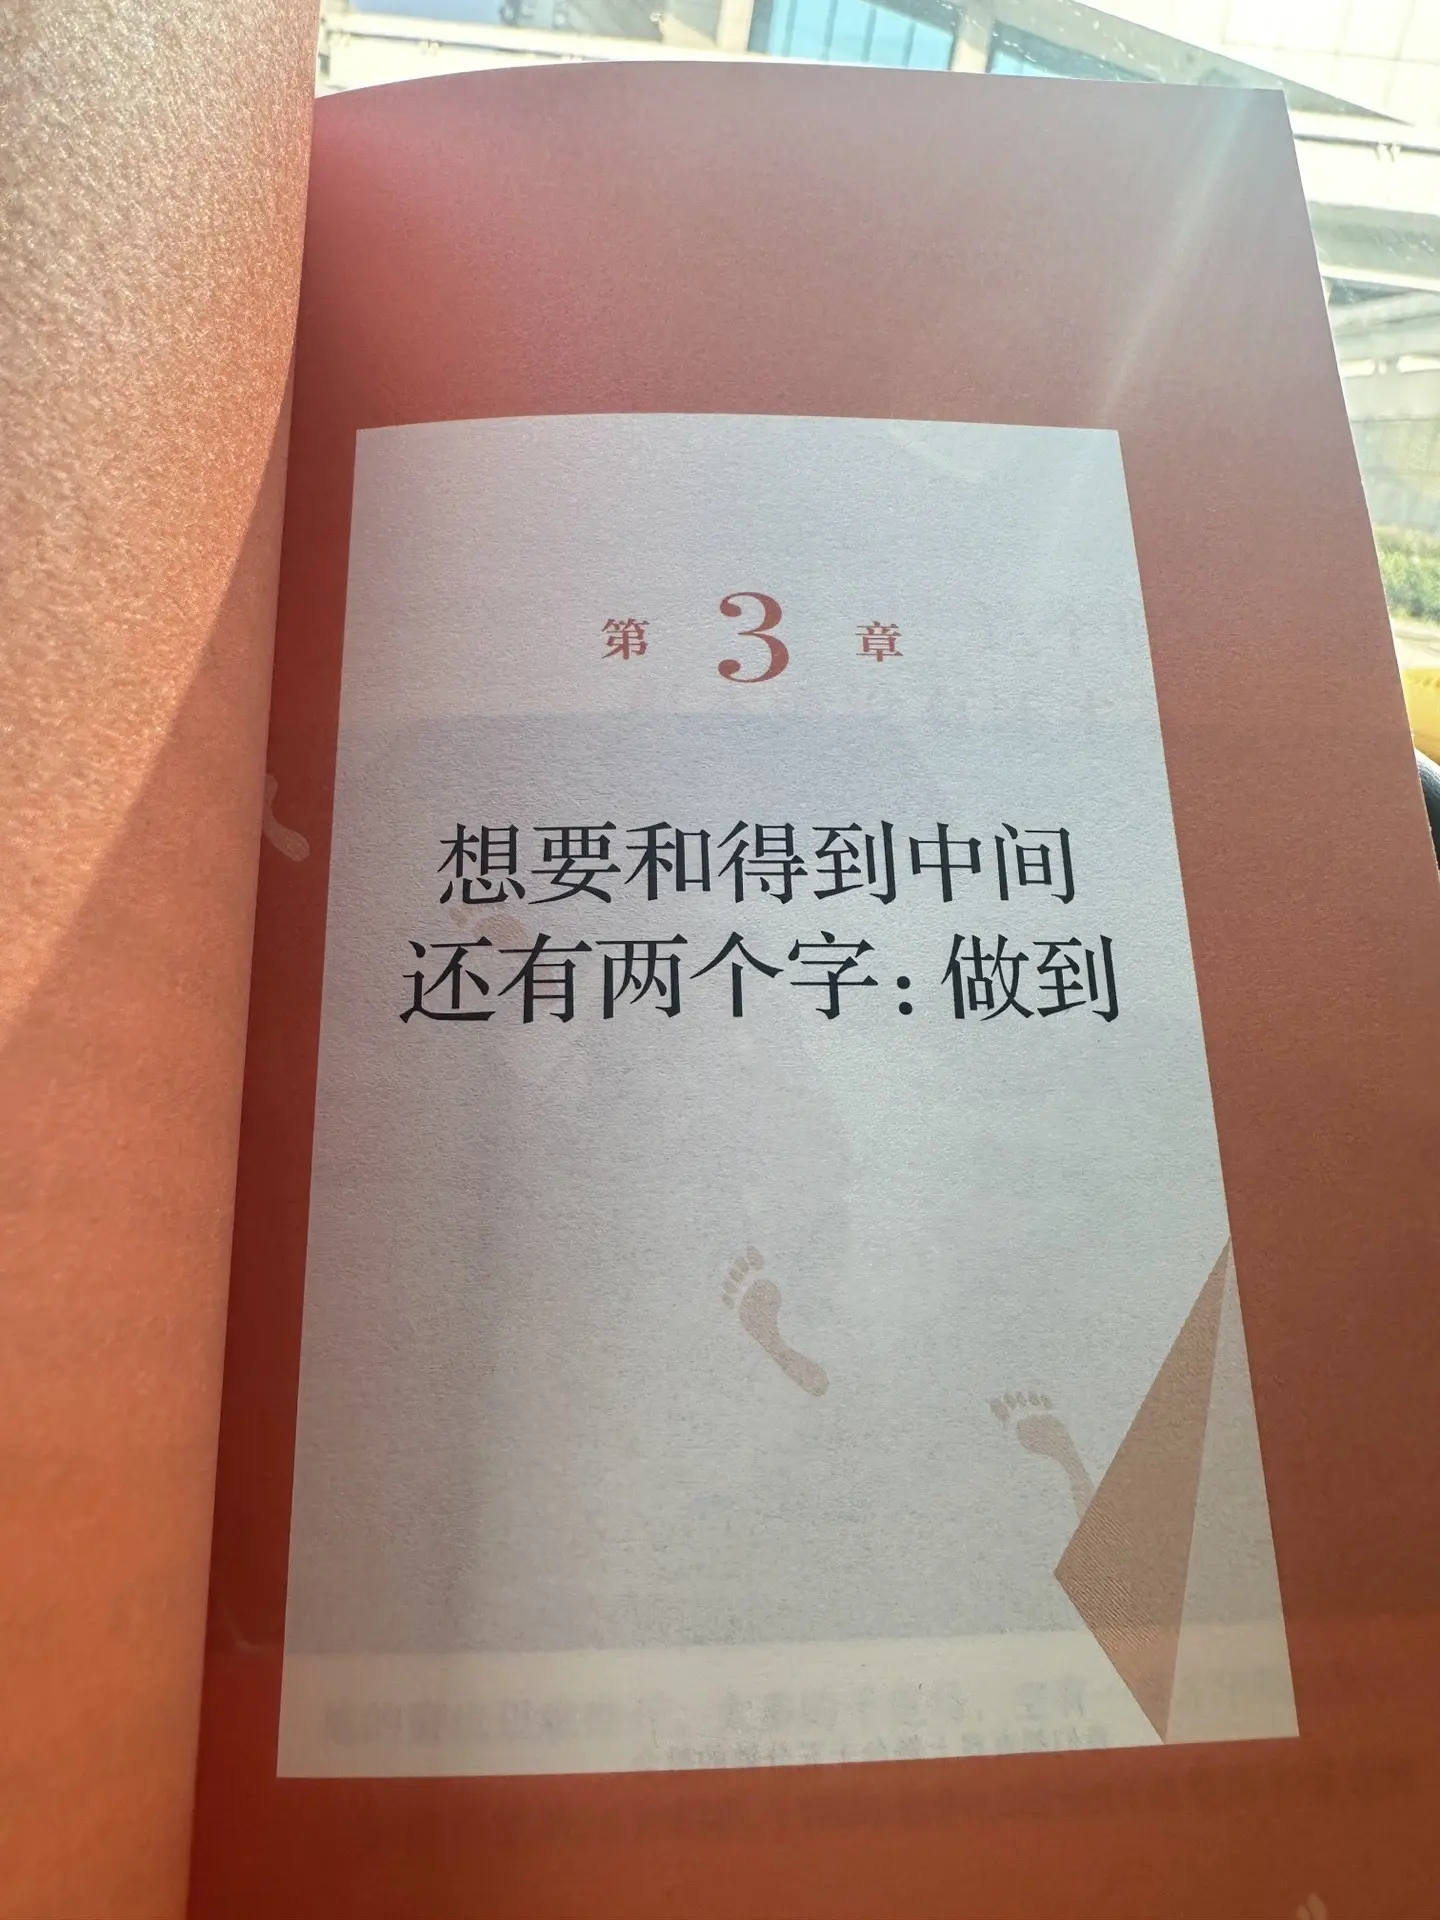 第 3 章
想要和得到中间
还有两个字：做到